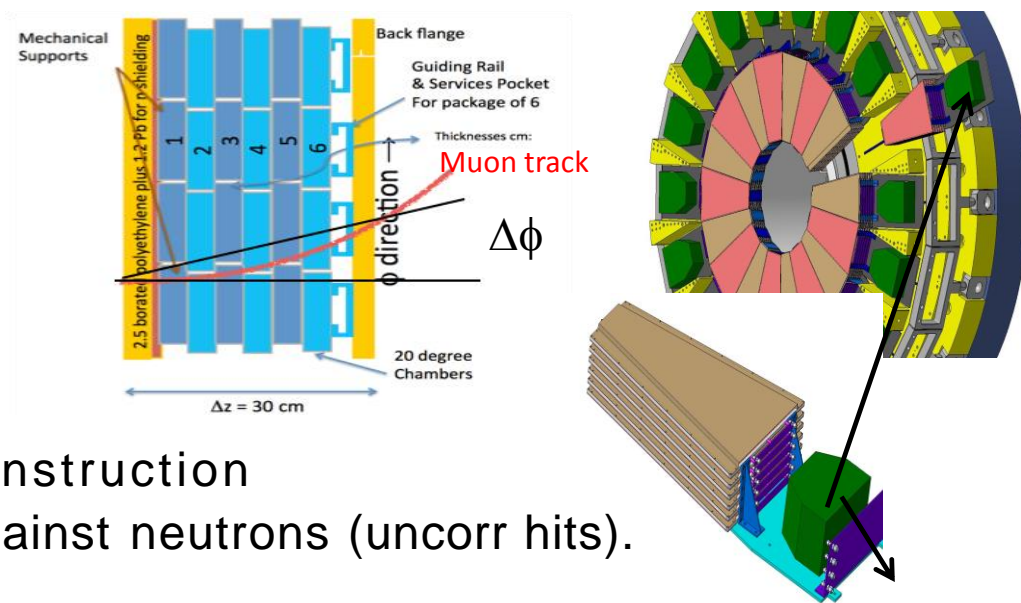 Mechanical
Supports
Back flange
Guiding Rail
& Services Pocket
For package of 6
Thicknesses cm:
Muon track
2.5 borated polyethylene plus 1.2 Pb for n-shielding
1
2
3
4
5
6
φ direction →
Δϕ
20 degree
Chambers
Δz = 30 cm
nstruction
ainst neutrons (uncorr hits).